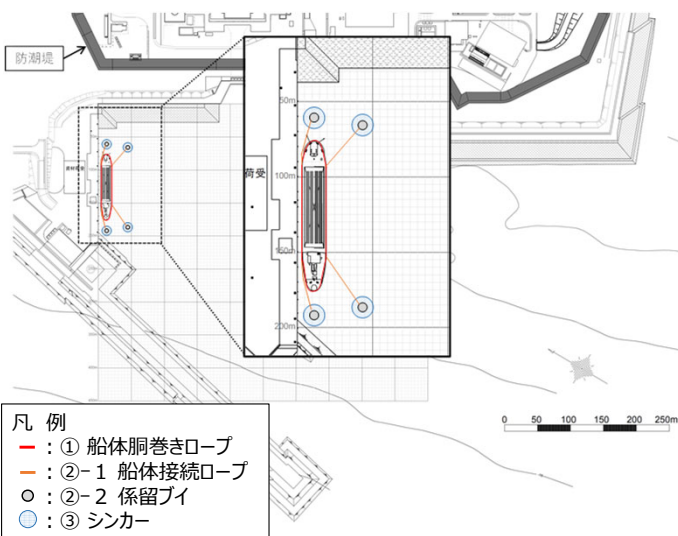 防潮堤
50m
荷受
100m
150m
200m
0 50 100 150 200 250m
凡 例
：① 船体胴巻きロープ
：②-1 船体接続ロープ
：②-2 係留ブイ
：③ シンカー